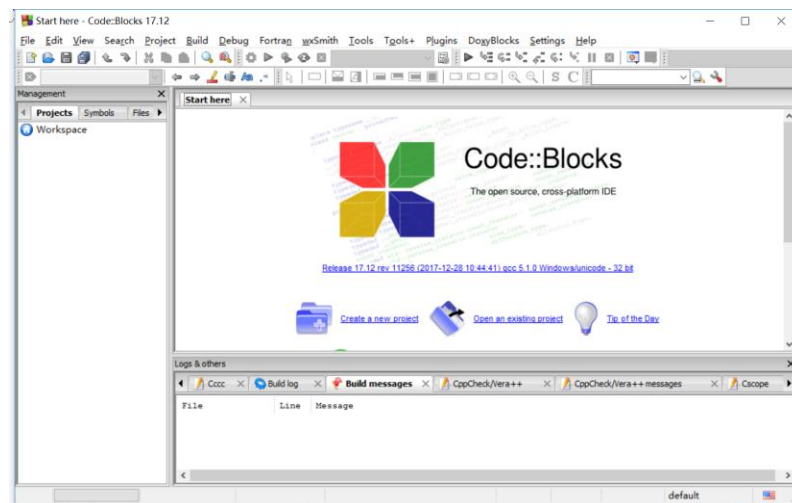 Start here - Code::Blocks 17.12
File Edit View Search Project Build Debug Fortran wxSmith Tools Tools+ Plugins DoxyBlocks Settings Help
S C
Management
Projects Symbols Files
Workspace
Start here
Code::Blocks
The open source, cross-platform IDE
Release 17.12 rev 11256 (2017-12-28 10:44:41) gcc 5.1.0 Windows/unicode - 32 bit
Create a new project Open an existing project Tip of the Day
Logs & others
Cccc Build log Build messages CppCheck/Vera++ CppCheck/Vera++ messages Cscope
File Line Message
default